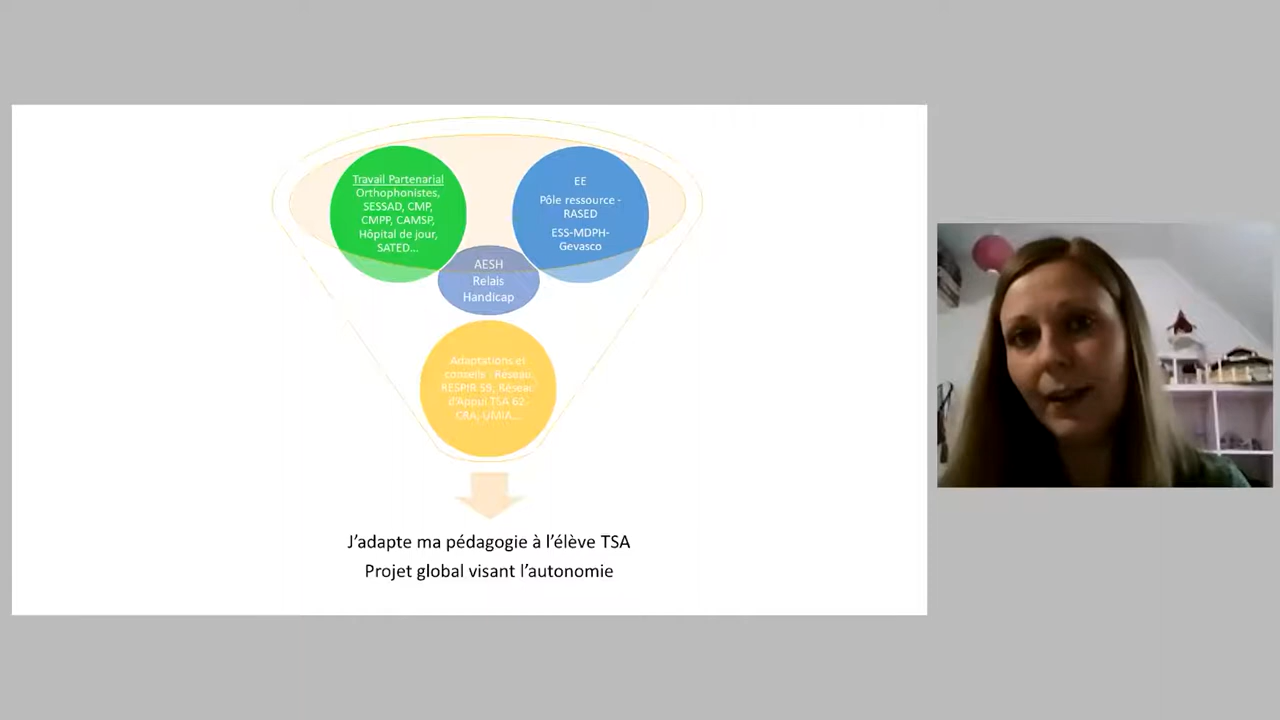 Travail Partenarial
Orthophonistes,
SESSAD, CMP,
CMPP, CAMSP,
Hôpital de jour,
SATED...
EE
Pôle ressource -
RASED
ESS-MDPH-
Gevasco
AESH
Relais
Handicap
Adaptations et
conseils : Réseau
RESPIR 59, Réseau
d'Appui TSA 62-
CRA, UMIA...
J'adapte ma pédagogie à l'élève TSA
Projet global visant l'autonomie